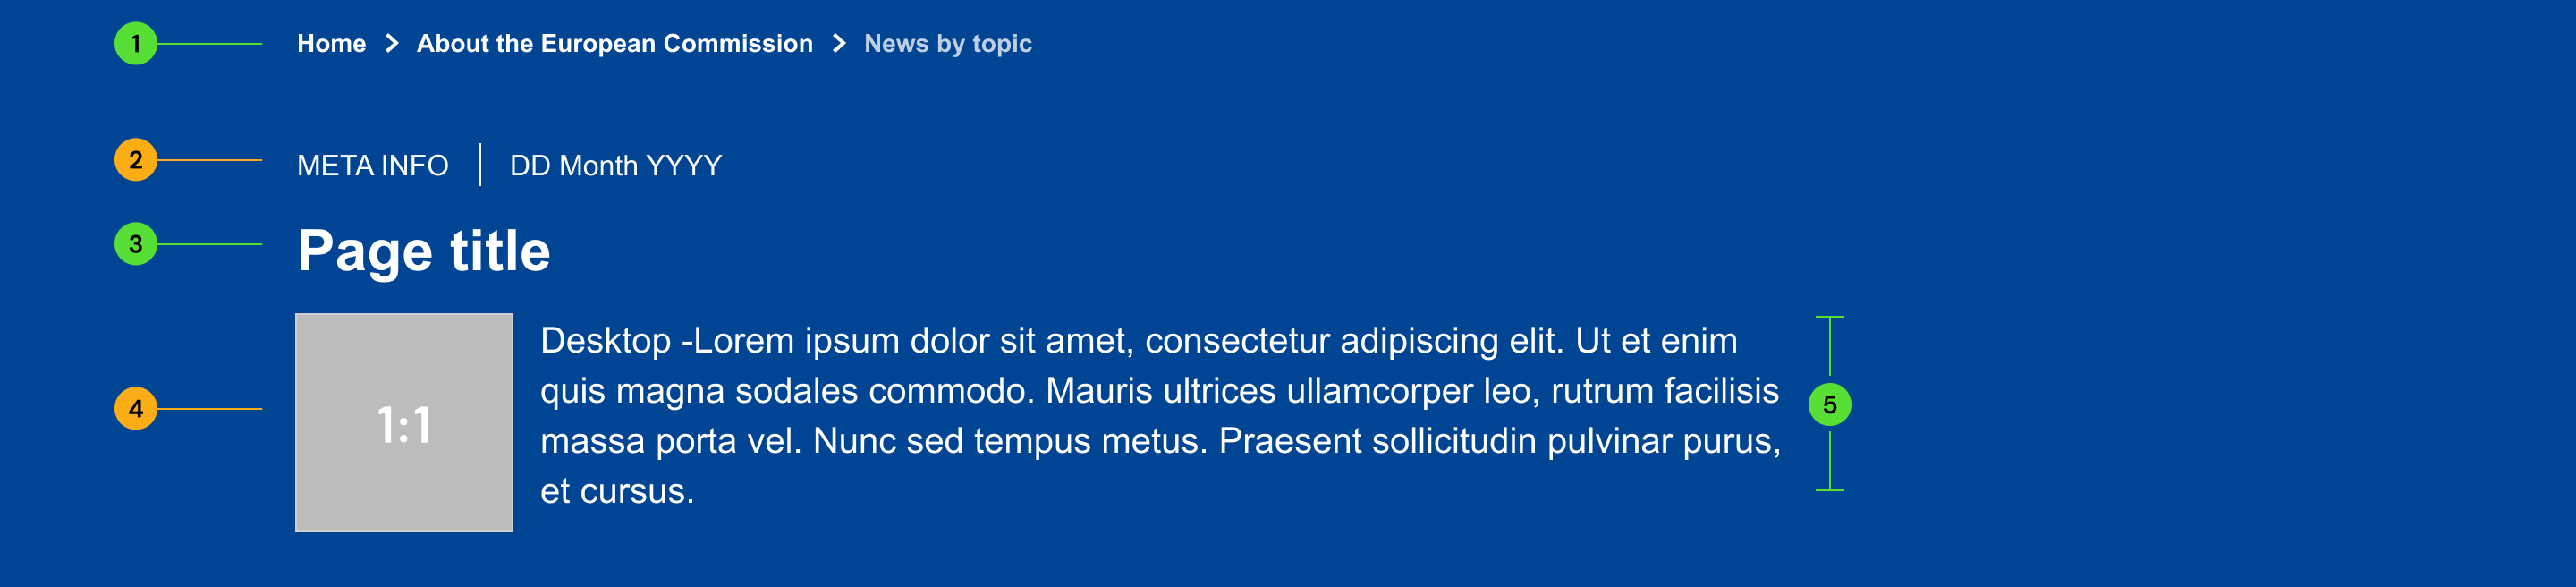 1 Home > About the European Commission > News by topic
2 META INFO | DD Month YYYY
3 Page title
Desktop -Lorem ipsum dolor sit amet, consectetur adipiscing elit. Ut et enim
quis magna sodales commodo. Mauris ultrices ullamcorper leo, rutrum facilisis
4 1:1 5
massa porta vel. Nunc sed tempus metus. Praesent sollicitudin pulvinar purus,
et cursus.